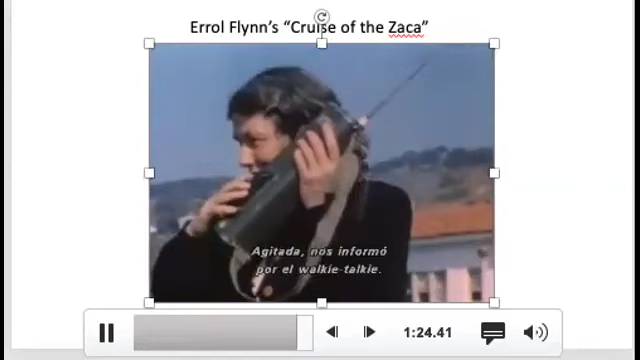 Errol Flynn’s “Cruise of the Zaca”
Agitada, nos informó
por el walkie-talkie.
1:24.41